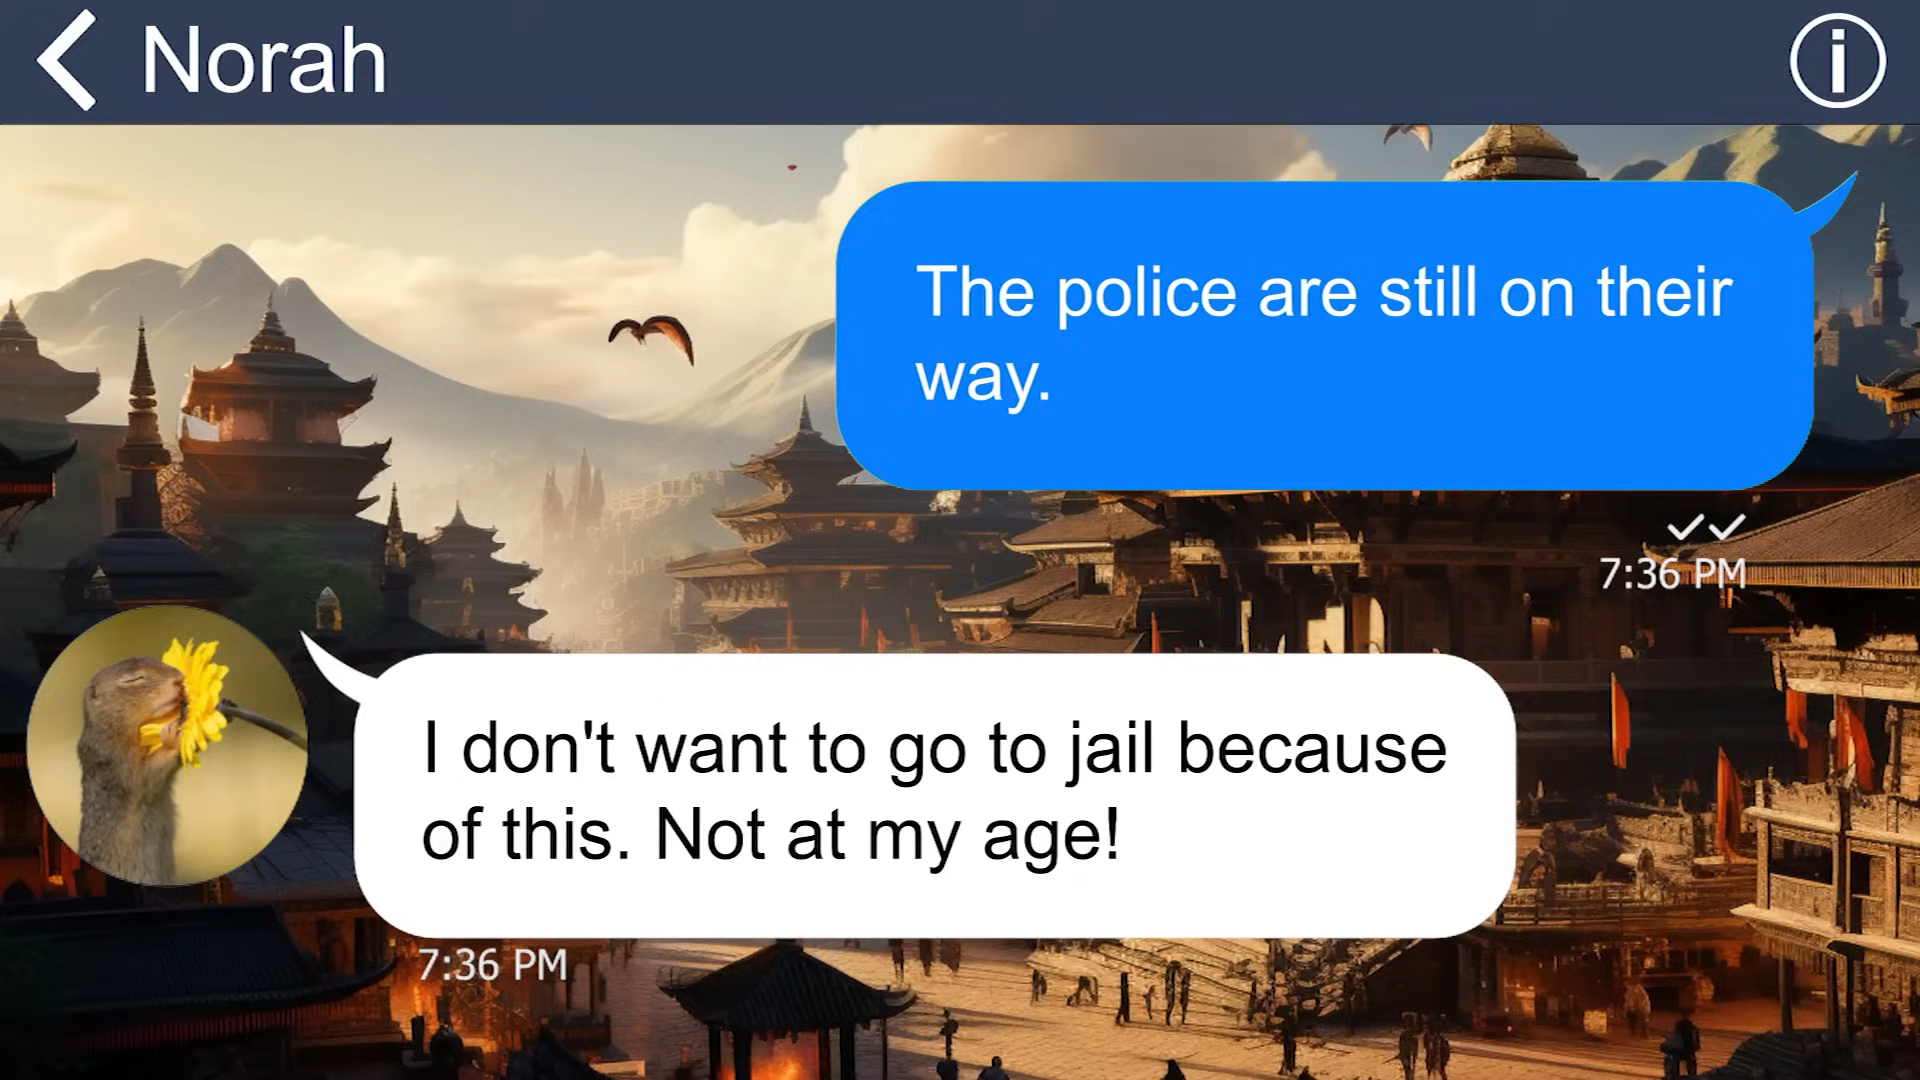 Norah
The police are still on their
way.
7:36 PM
I don't want to go to jail because
of this. Not at my age!
7:36 PM